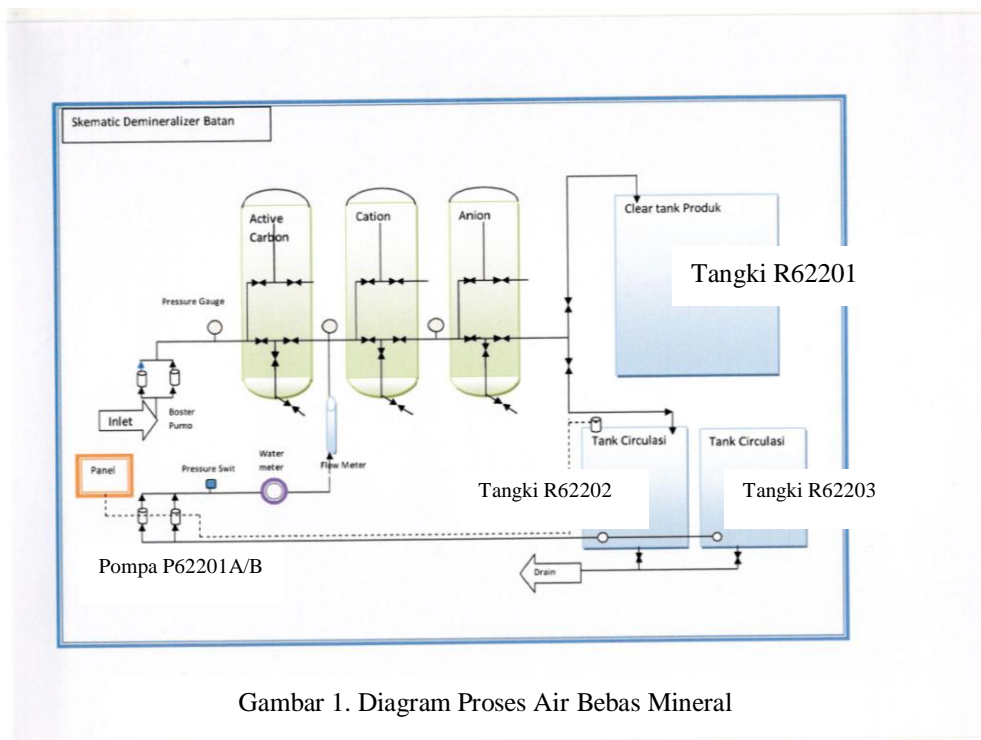 Skematic Demineralizer Batan
Active
Carbon
Cation
Anion
Clear tank Produk
Tangki R62201
Pressure Gauge
Inlet
Boster
Pump
Panel
Pressure Swit
Water
meter
Flow Meter
Tank Circulasi
Tank Circulasi
Tangki R62202
Tangki R62203
Pompa P62201A/B
Drain
Gambar 1. Diagram Proses Air Bebas Mineral